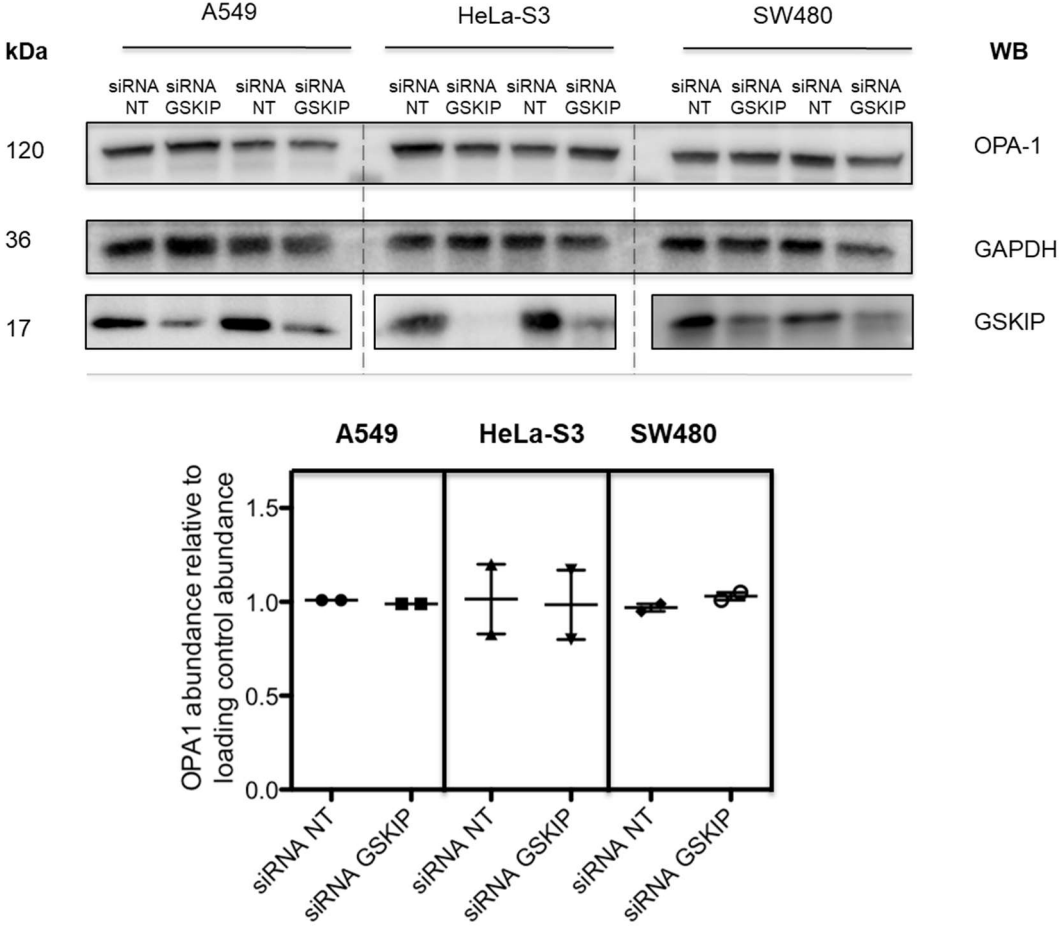 A549 HeLa-S3 SW480
kDa WB
siRNA siRNA siRNA siRNA siRNA siRNA siRNA siRNA siRNA siRNA siRNA siRNA
NT GSKIP NT GSKIP NT GSKIP NT GSKIP NT GSKIP NT GSKIP
120 OPA-1
36 GAPDH
17 GSKIP
A549 HeLa-S3 SW480
OPA1 abundance relative to
loading control abundance
1.5
1.0
0.5
0.0
siRNA NT siRNA GSKIP siRNA NT siRNA GSKIP siRNA NT siRNA GSKIP